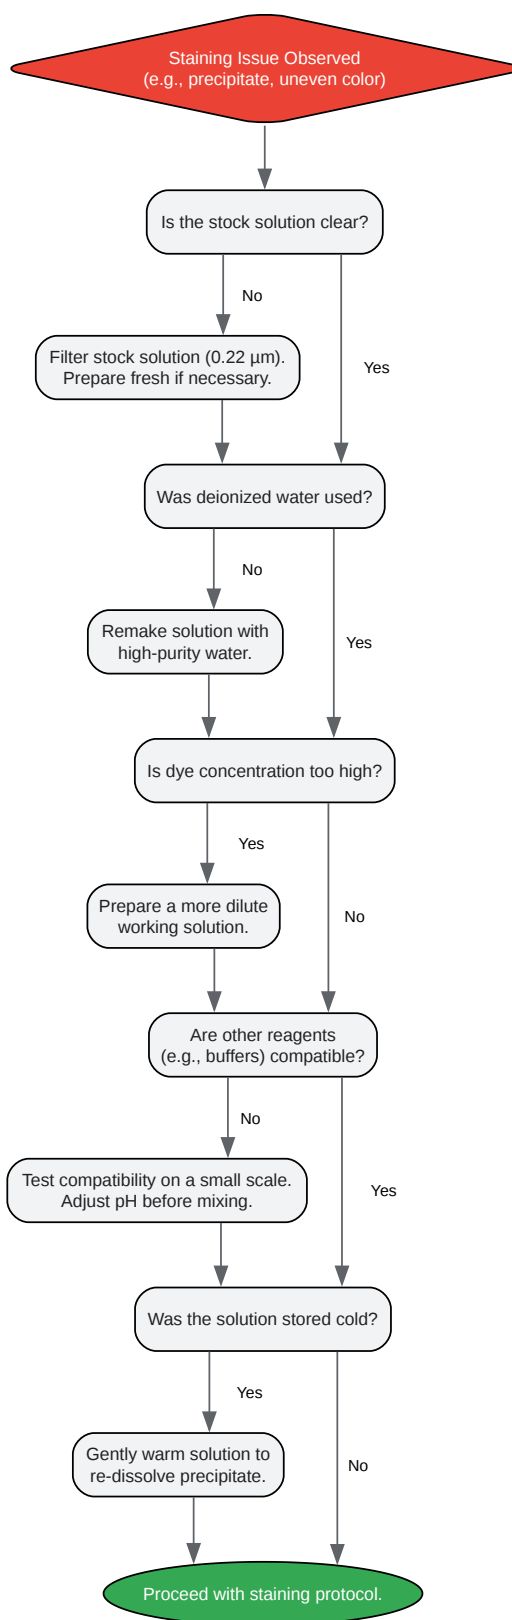 Staining Issue Observed
(e.g., precipitate, uneven color)
Is the stock solution clear?
No
Filter stock solution (0.22 µm).
Prepare fresh if necessary.
Yes
Was deionized water used?
No
Remake solution with
high-purity water.
Yes
Is dye concentration too high?
Yes
Prepare a more dilute
working solution.
No
Are other reagents
(e.g., buffers) compatible?
No
Test compatibility on a small scale.
Adjust pH before mixing.
Yes
Was the solution stored cold?
Yes
Gently warm solution to
re-dissolve precipitate.
No
Proceed with staining protocol.